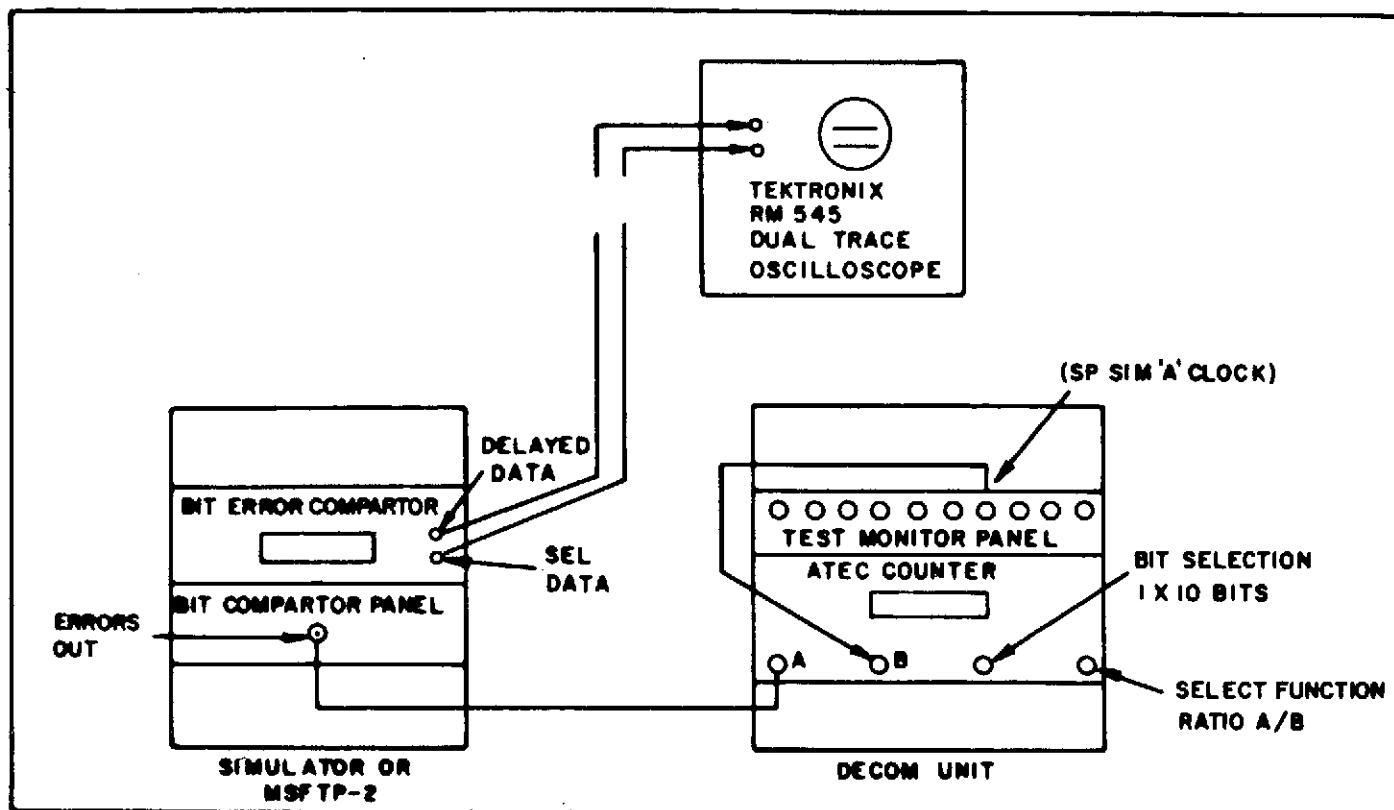 TEKTRONIX
RM 545
DUAL TRACE
OSCILLOSCOPE
(SP SIM 'A' CLOCK)
DELAYED
DATA
BIT ERROR COMPARTOR
SEL
DATA
BIT COMPARTOR PANEL
ERRORS
OUT
SIMULATOR OR
MSFTP-2
TEST MONITOR PANEL
ATEC COUNTER
BIT SELECTION
1 X 10 BITS
A
B
SELECT FUNCTION
RATIO A/B
DECOM UNIT